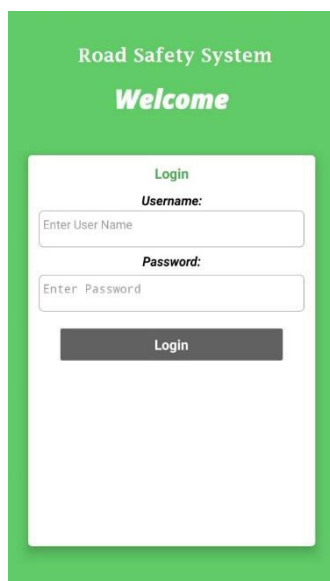 Road Safety System
Welcome
Login
Username:
Enter User Name
Password:
Enter Password
Login